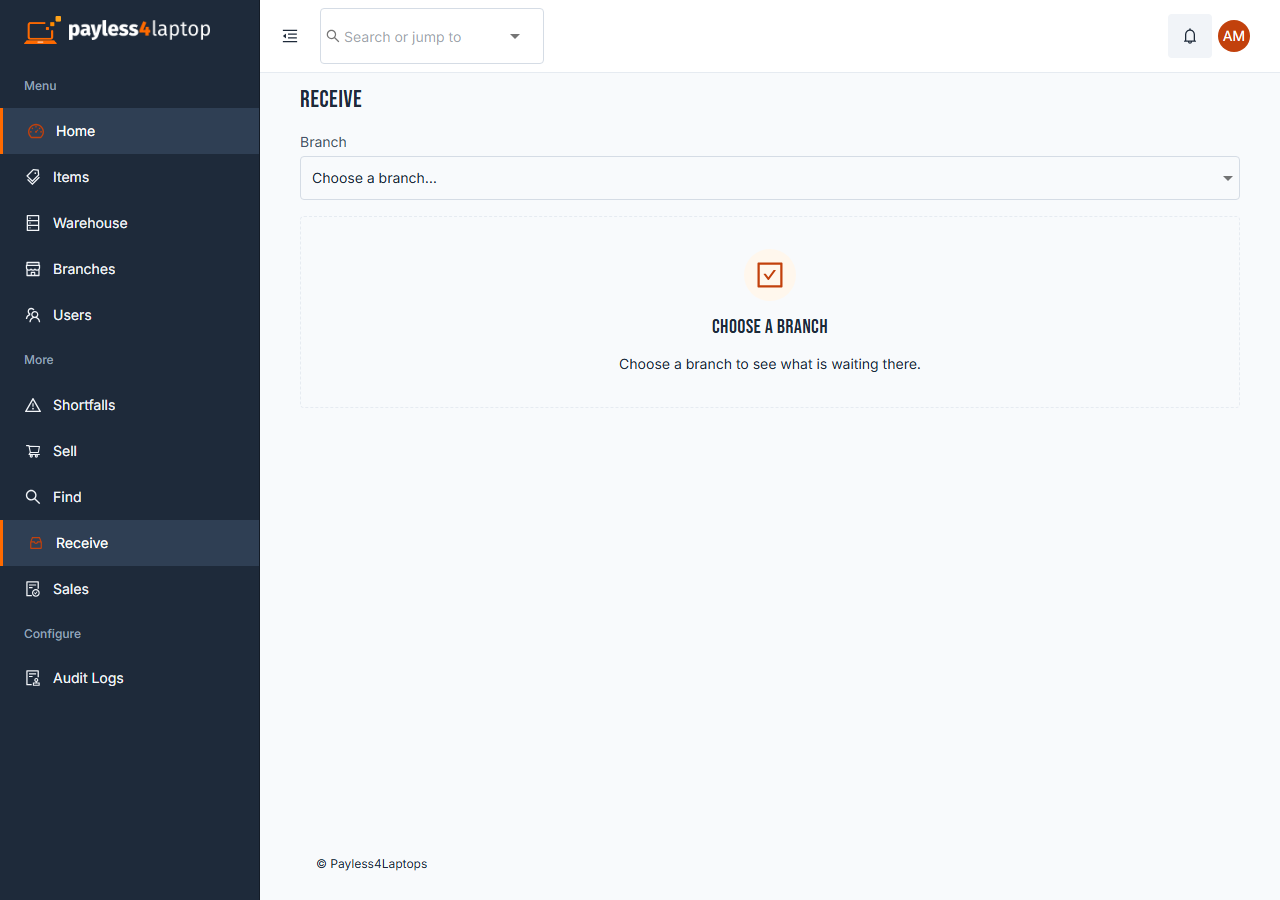 payless4laptop
Search or jump to
AM
Menu
Home
Items
Warehouse
Branches
Users
More
Shortfalls
Sell
Find
Receive
Sales
Configure
Audit Logs
RECEIVE
Branch
Choose a branch...
CHOOSE A BRANCH
Choose a branch to see what is waiting there.
© Payless4Laptops